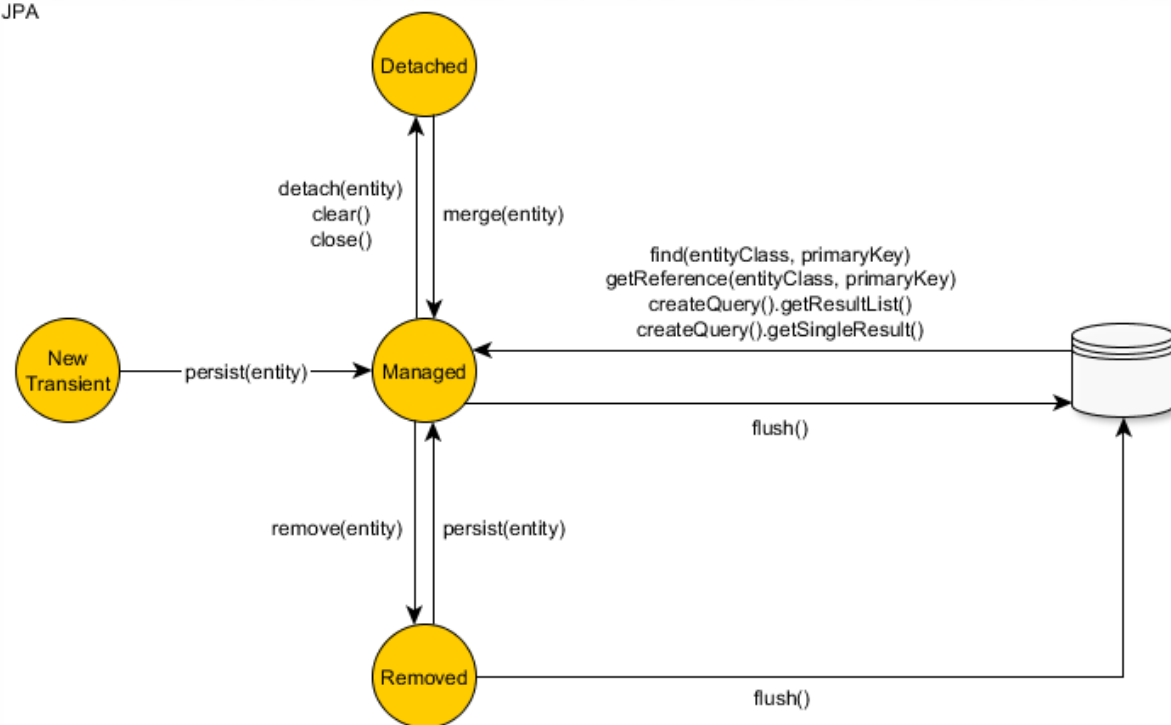 JPA
Detached
detach(entity)
clear()
close()
merge(entity)
find(entityClass, primaryKey)
getReference(entityClass, primaryKey)
createQuery().getResultList()
createQuery().getSingleResult()
New
Transient
persist(entity)
Managed
flush()
remove(entity)
persist(entity)
Removed
flush()